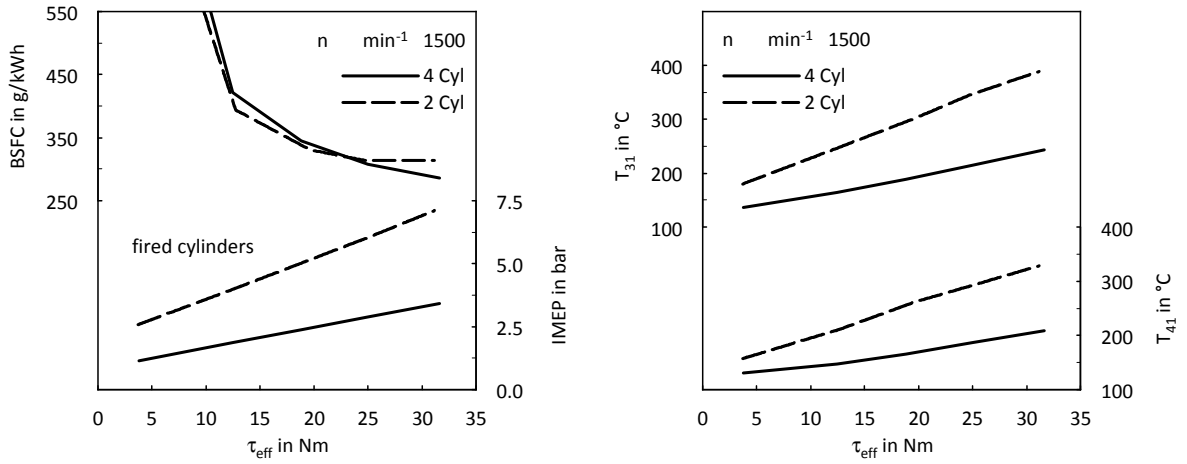 550
450
350
250
BSFC in g/kWh
n min⁻¹ 1500
4 Cyl
2 Cyl
fired cylinders
7.5
5.0
2.5
0.0
IMEP in bar
0 5 10 15 20 25 30 35
τeff in Nm
400
300
200
100
T31 in °C
n min⁻¹ 1500
4 Cyl
2 Cyl
400
300
200
100
T41 in °C
0 5 10 15 20 25 30 35
τeff in Nm